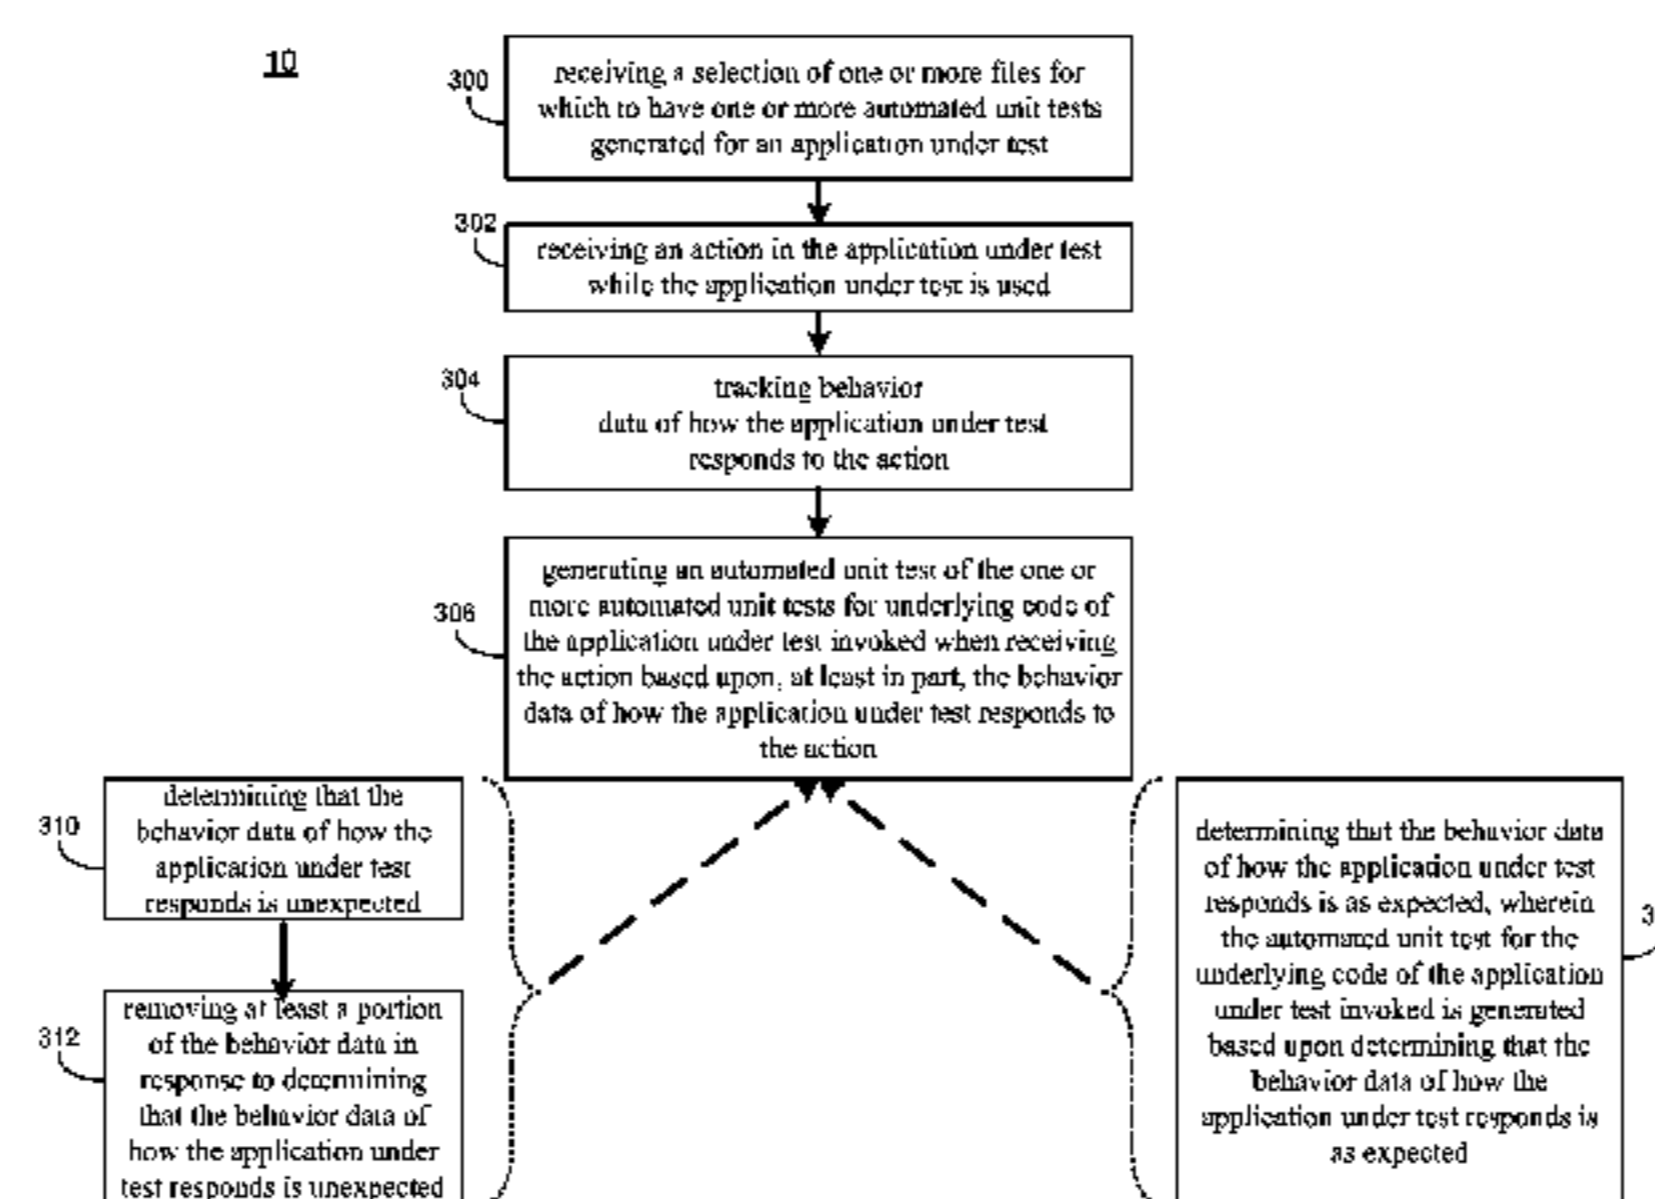 10
300
receiving a selection of one or more files for
which to have one or more automated unit tests
generated for an application under test
302
receiving an action in the application under test
while the application under test is used
304
tracking behavior
data of how the application under test
responds to the action
306
generating an automated unit test of the one or
more automated unit tests for underlying code of
the application under test invoked when receiving
the action based upon, at least in part, the behavior
data of how the application under test responds to
the action
310
determining that the
behavior data of how the
application under test
responds is unexpected
312
removing at least a portion
of the behavior data in
response to determining
that the behavior data of
how the application under
test responds is unexpected
determining that the behavior data
of how the application under test
responds is as expected, wherein
the automated unit test for the
underlying code of the application
under test invoked is generated
based upon determining that the
behavior data of how the
application under test responds is
as expected